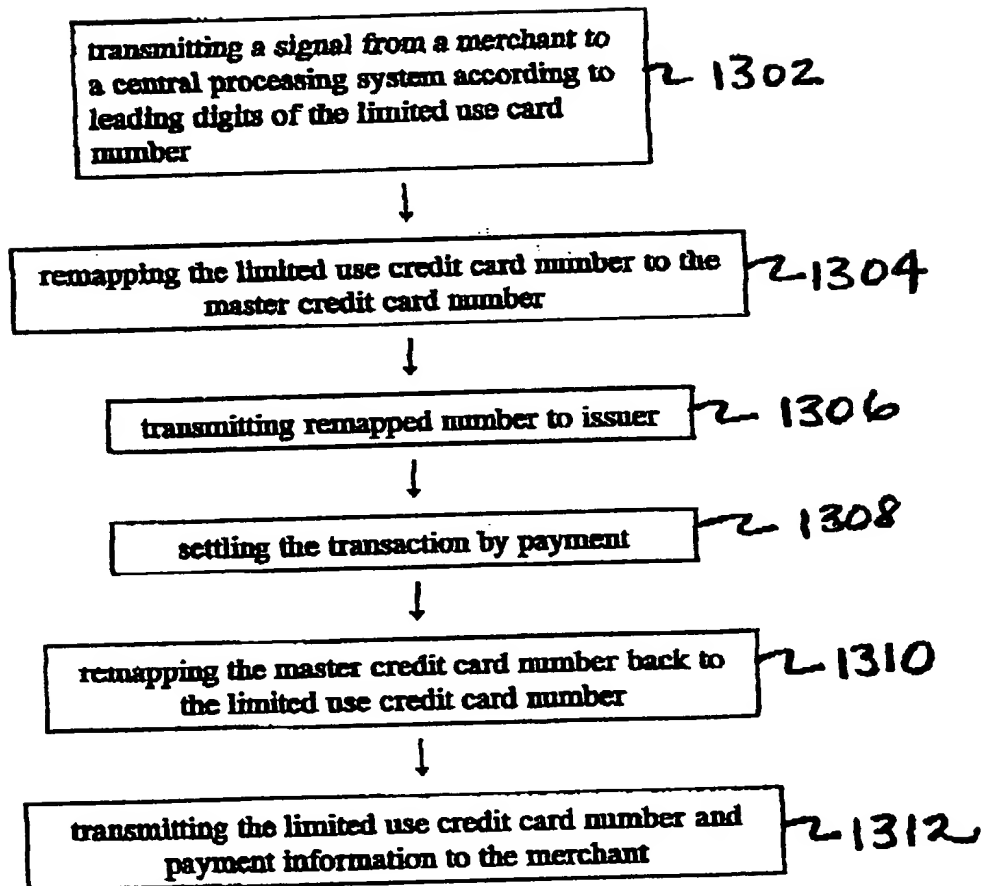 transmitting a signal from a merchant to
a central processing system according to
leading digits of the limited use card
number
1302
remapping the limited use credit card number to the
master credit card number
1304
transmitting remapped number to issuer
1306
settling the transaction by payment
1308
remapping the master credit card number back to
the limited use credit card number
1310
transmitting the limited use credit card number and
payment information to the merchant
1312